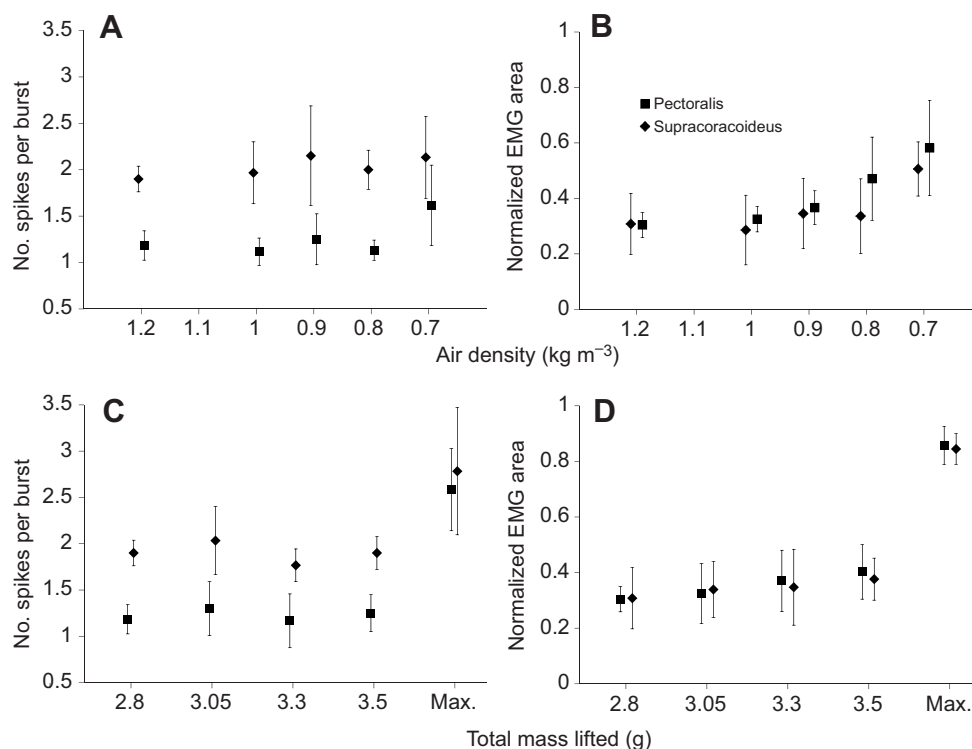 A
B
No. spikes per burst
3.5
3
2.5
2
1.5
1
0.5
1.2 1.1 1 0.9 0.8 0.7
Normalized EMG area
1
0.8
0.6
0.4
0.2
0
Pectoralis
Supracoracoideus
1.2 1.1 1 0.9 0.8 0.7
Air density (kg m⁻³)
C
D
No. spikes per burst
3.5
3
2.5
2
1.5
1
0.5
2.8 3.05 3.3 3.5 Max.
Normalized EMG area
1
0.8
0.6
0.4
0.2
0
2.8 3.05 3.3 3.5 Max.
Total mass lifted (g)